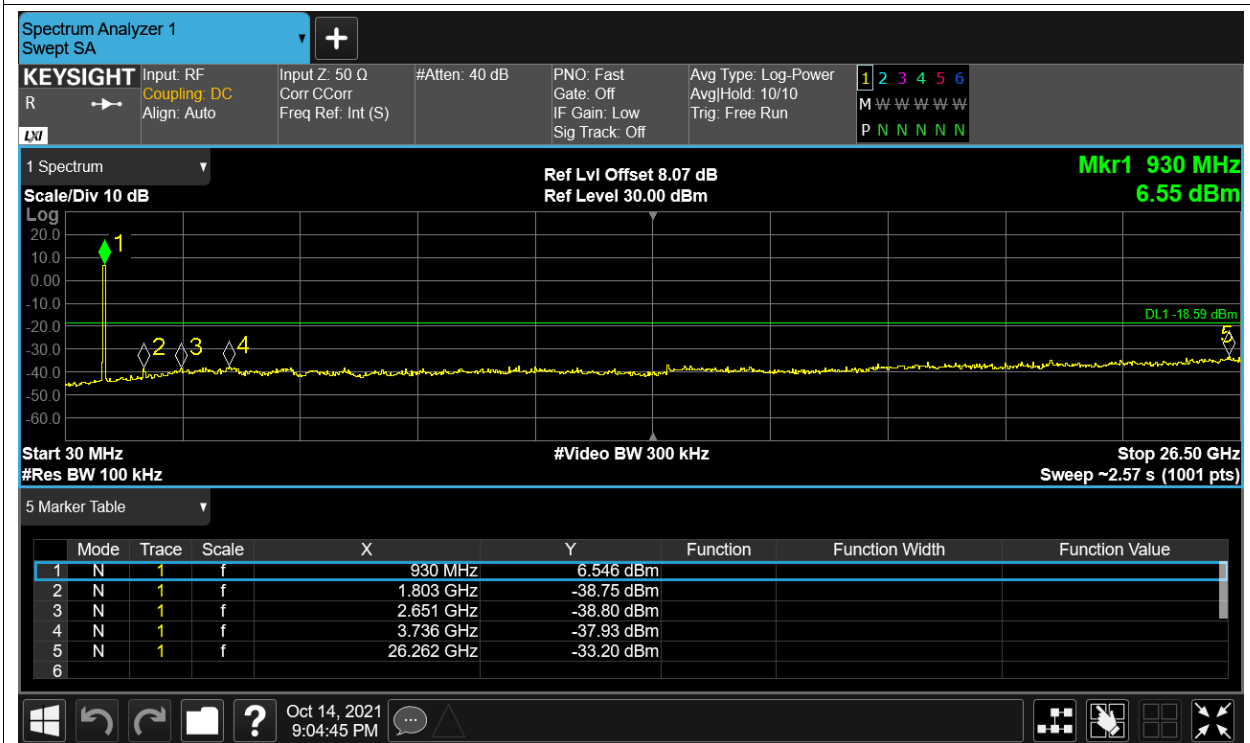 Spectrum Analyzer 1
Swept SA
+
KEYSIGHT Input: RF Input Z: 50 Ω #Atten: 40 dB PNO: Fast Avg Type: Log-Power 1 2 3 4 5 6
R Coupling: DC Corr CCorr Gate: Off Avg|Hold: 10/10 M W W W W W
Align: Auto Freq Ref: Int (S) IF Gain: Low Trig: Free Run
LXI Sig Track: Off P N N N N N
1 Spectrum Ref Lvl Offset 8.07 dB Mkr1 930 MHz
Scale/Div 10 dB Ref Level 30.00 dBm 6.55 dBm
Log
20.0
1
10.0
0.00
-10.0
DL1 -18.59 dBm
-20.0
5
2 3 4
-30.0
-40.0
-50.0
-60.0
Start 30 MHz #Video BW 300 kHz Stop 26.50 GHz
#Res BW 100 kHz Sweep ~2.57 s (1001 pts)
5 Marker Table
Mode Trace Scale X Y Function Function Width Function Value
1 N 1 f 930 MHz 6.546 dBm
2 N 1 f 1.803 GHz -38.75 dBm
3 N 1 f 2.651 GHz -38.80 dBm
4 N 1 f 3.736 GHz -37.93 dBm
5 N 1 f 26.262 GHz -33.20 dBm
6
? Oct 14, 2021
9:04:45 PM